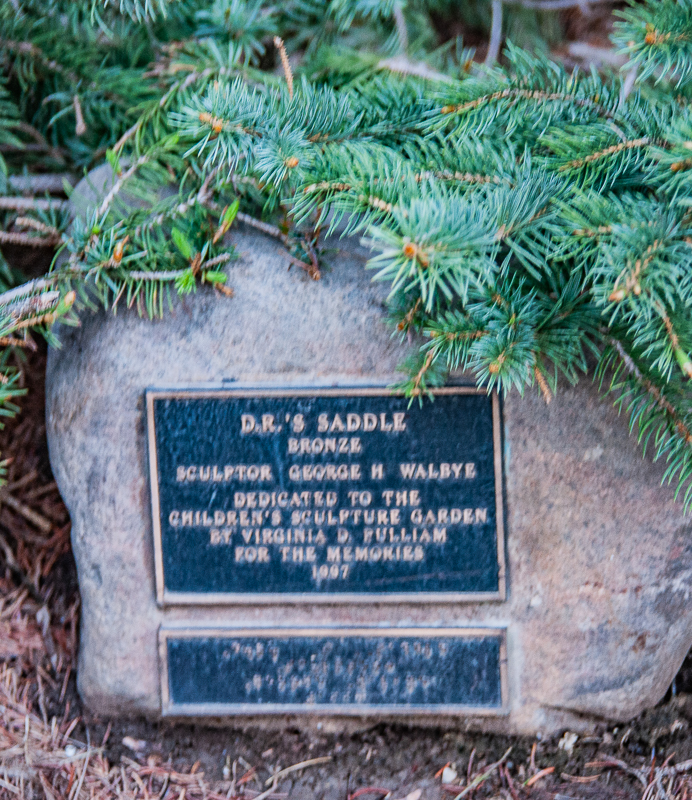 D.R.'S SADDLE
BRONZE
SCULPTOR GEORGE H WALBYE
DEDICATED TO THE
CHILDREN'S SCULPTURE GARDEN
BY VIRGINIA D. PULLIAM
FOR THE MEMORIES
1997